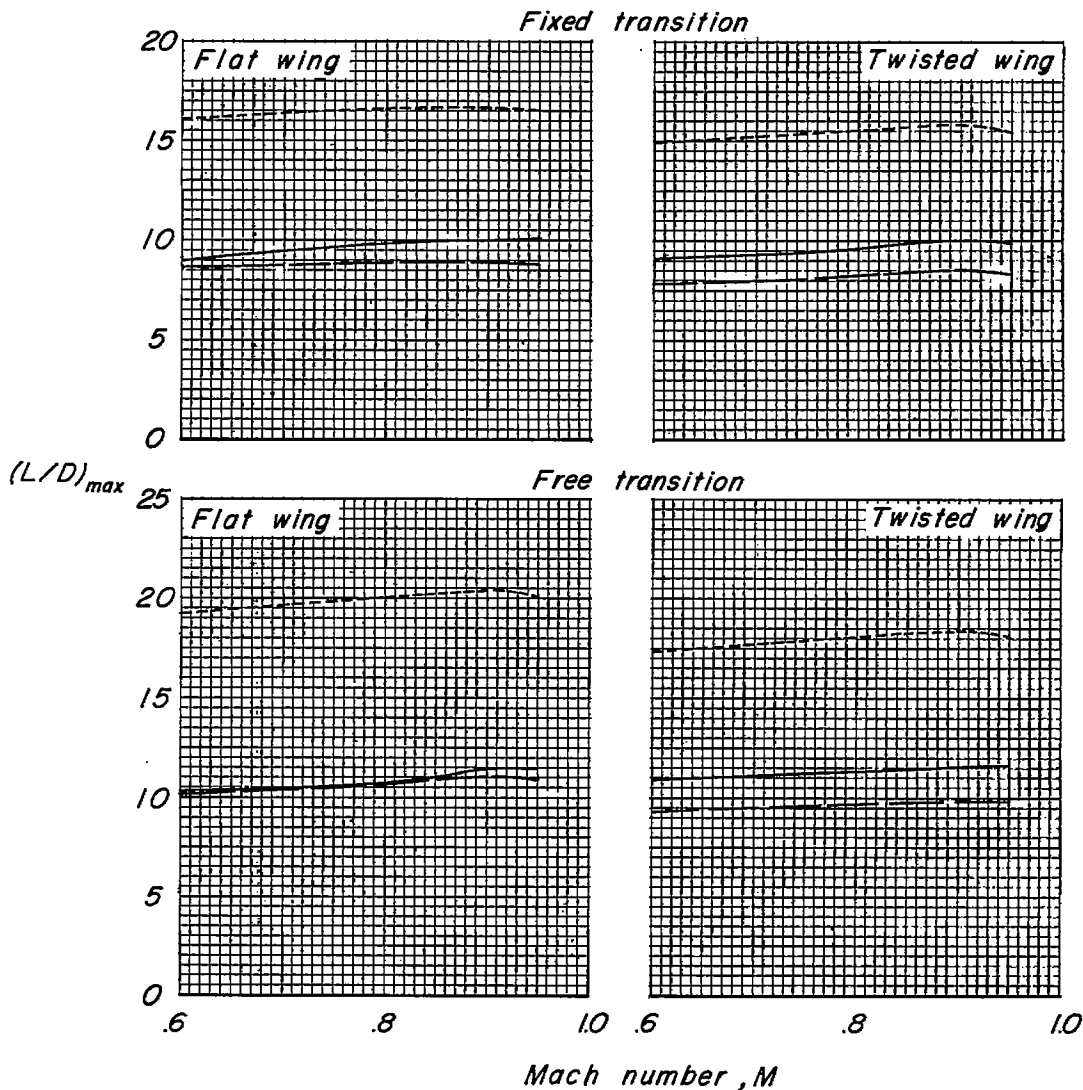 Fixed transition
20
Flat wing
Twisted wing
15
10
5
0
(L/D)max
Free transition
25
Flat wing
Twisted wing
20
15
10
5
0
.6
.8
1.0
.6
.8
1.0
Mach number, M